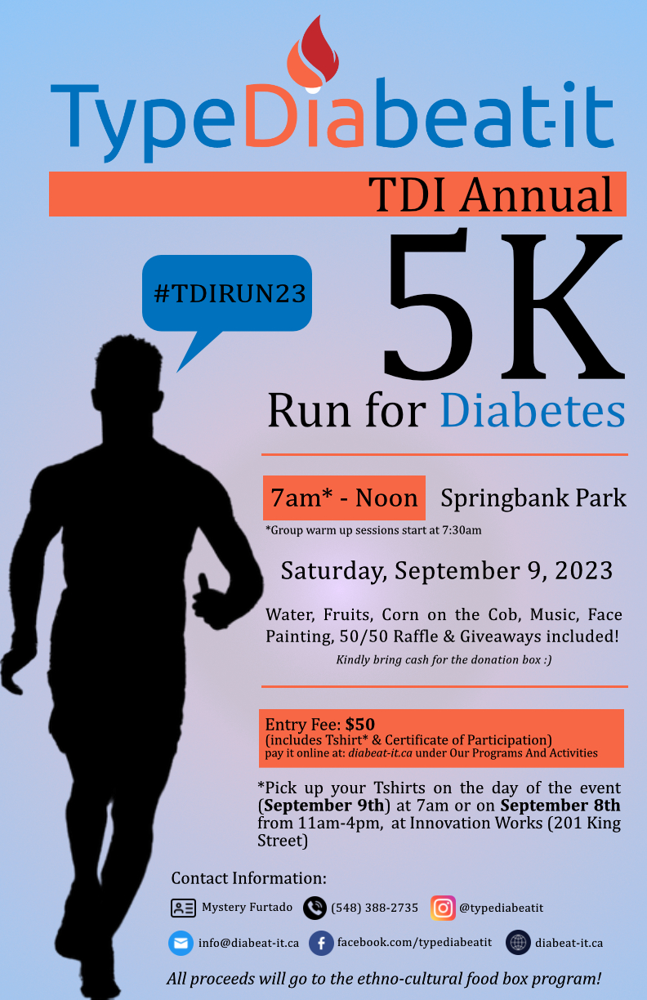 TypeDiabeat-it
TDI Annual
5K
#TDIRUN23
Run for Diabetes
7am* - Noon Springbank Park
*Group warm up sessions start at 7:30am
Saturday, September 9, 2023
Water, Fruits, Corn on the Cob, Music, Face
Painting, 50/50 Raffle & Giveaways included!
Kindly bring cash for the donation box :)
Entry Fee: $50
(includes Tshirt* & Certificate of Participation)
pay it online at: diabeat-it.ca under Our Programs And Activities
*Pick up your Tshirts on the day of the event
(September 9th) at 7am or on September 8th
from 11am-4pm, at Innovation Works (201 King
Street)
Contact Information:
Mystery Furtado (548) 388-2735 @typediabeatit
info@diabeat-it.ca facebook.com/typediabeatit diabeat-it.ca
All proceeds will go to the ethno-cultural food box program!